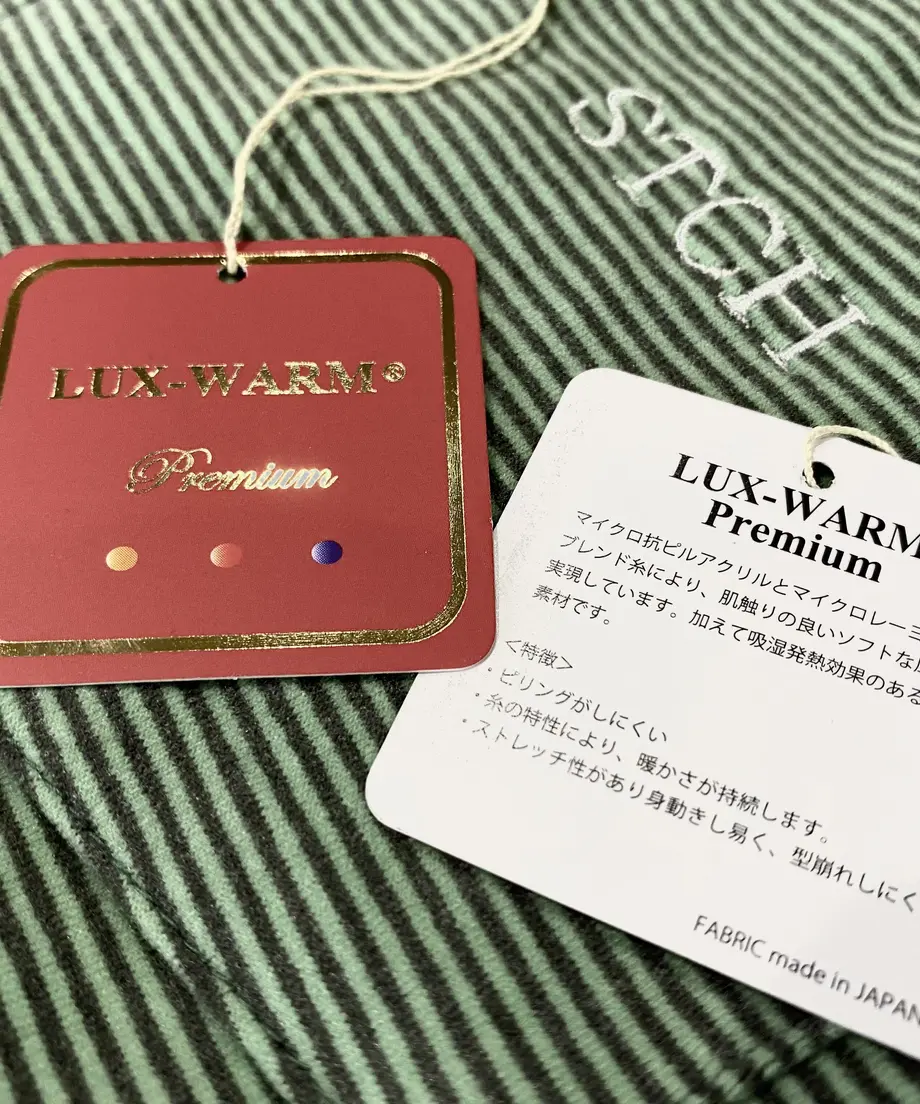 STCH
LUX-WARM®
Premium
LUX-WARM
Premium
マイクロ抗ピルアクリルとマイクロレーヨ
ブレンド糸により、肌触りの良いソフトな
実現しています。加えて吸湿発熱効果のある
素材です。
＜特徴＞
・ピリングがしにくい
・糸の特性により、暖かさが持続します。
・ストレッチ性があり身動きし易く、型崩れしにく
FABRIC made in JAPAN